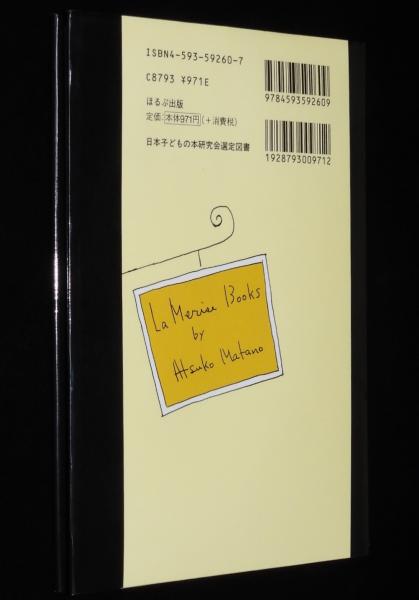 ISBN4-593-59260-7
C8793 ¥971E
ほるぷ出版
定価:本体971円(+消費税)
日本子どもの本研究会選定図書
9784593592609
1928793009712
La Merise Books
by
Atsuko Matano